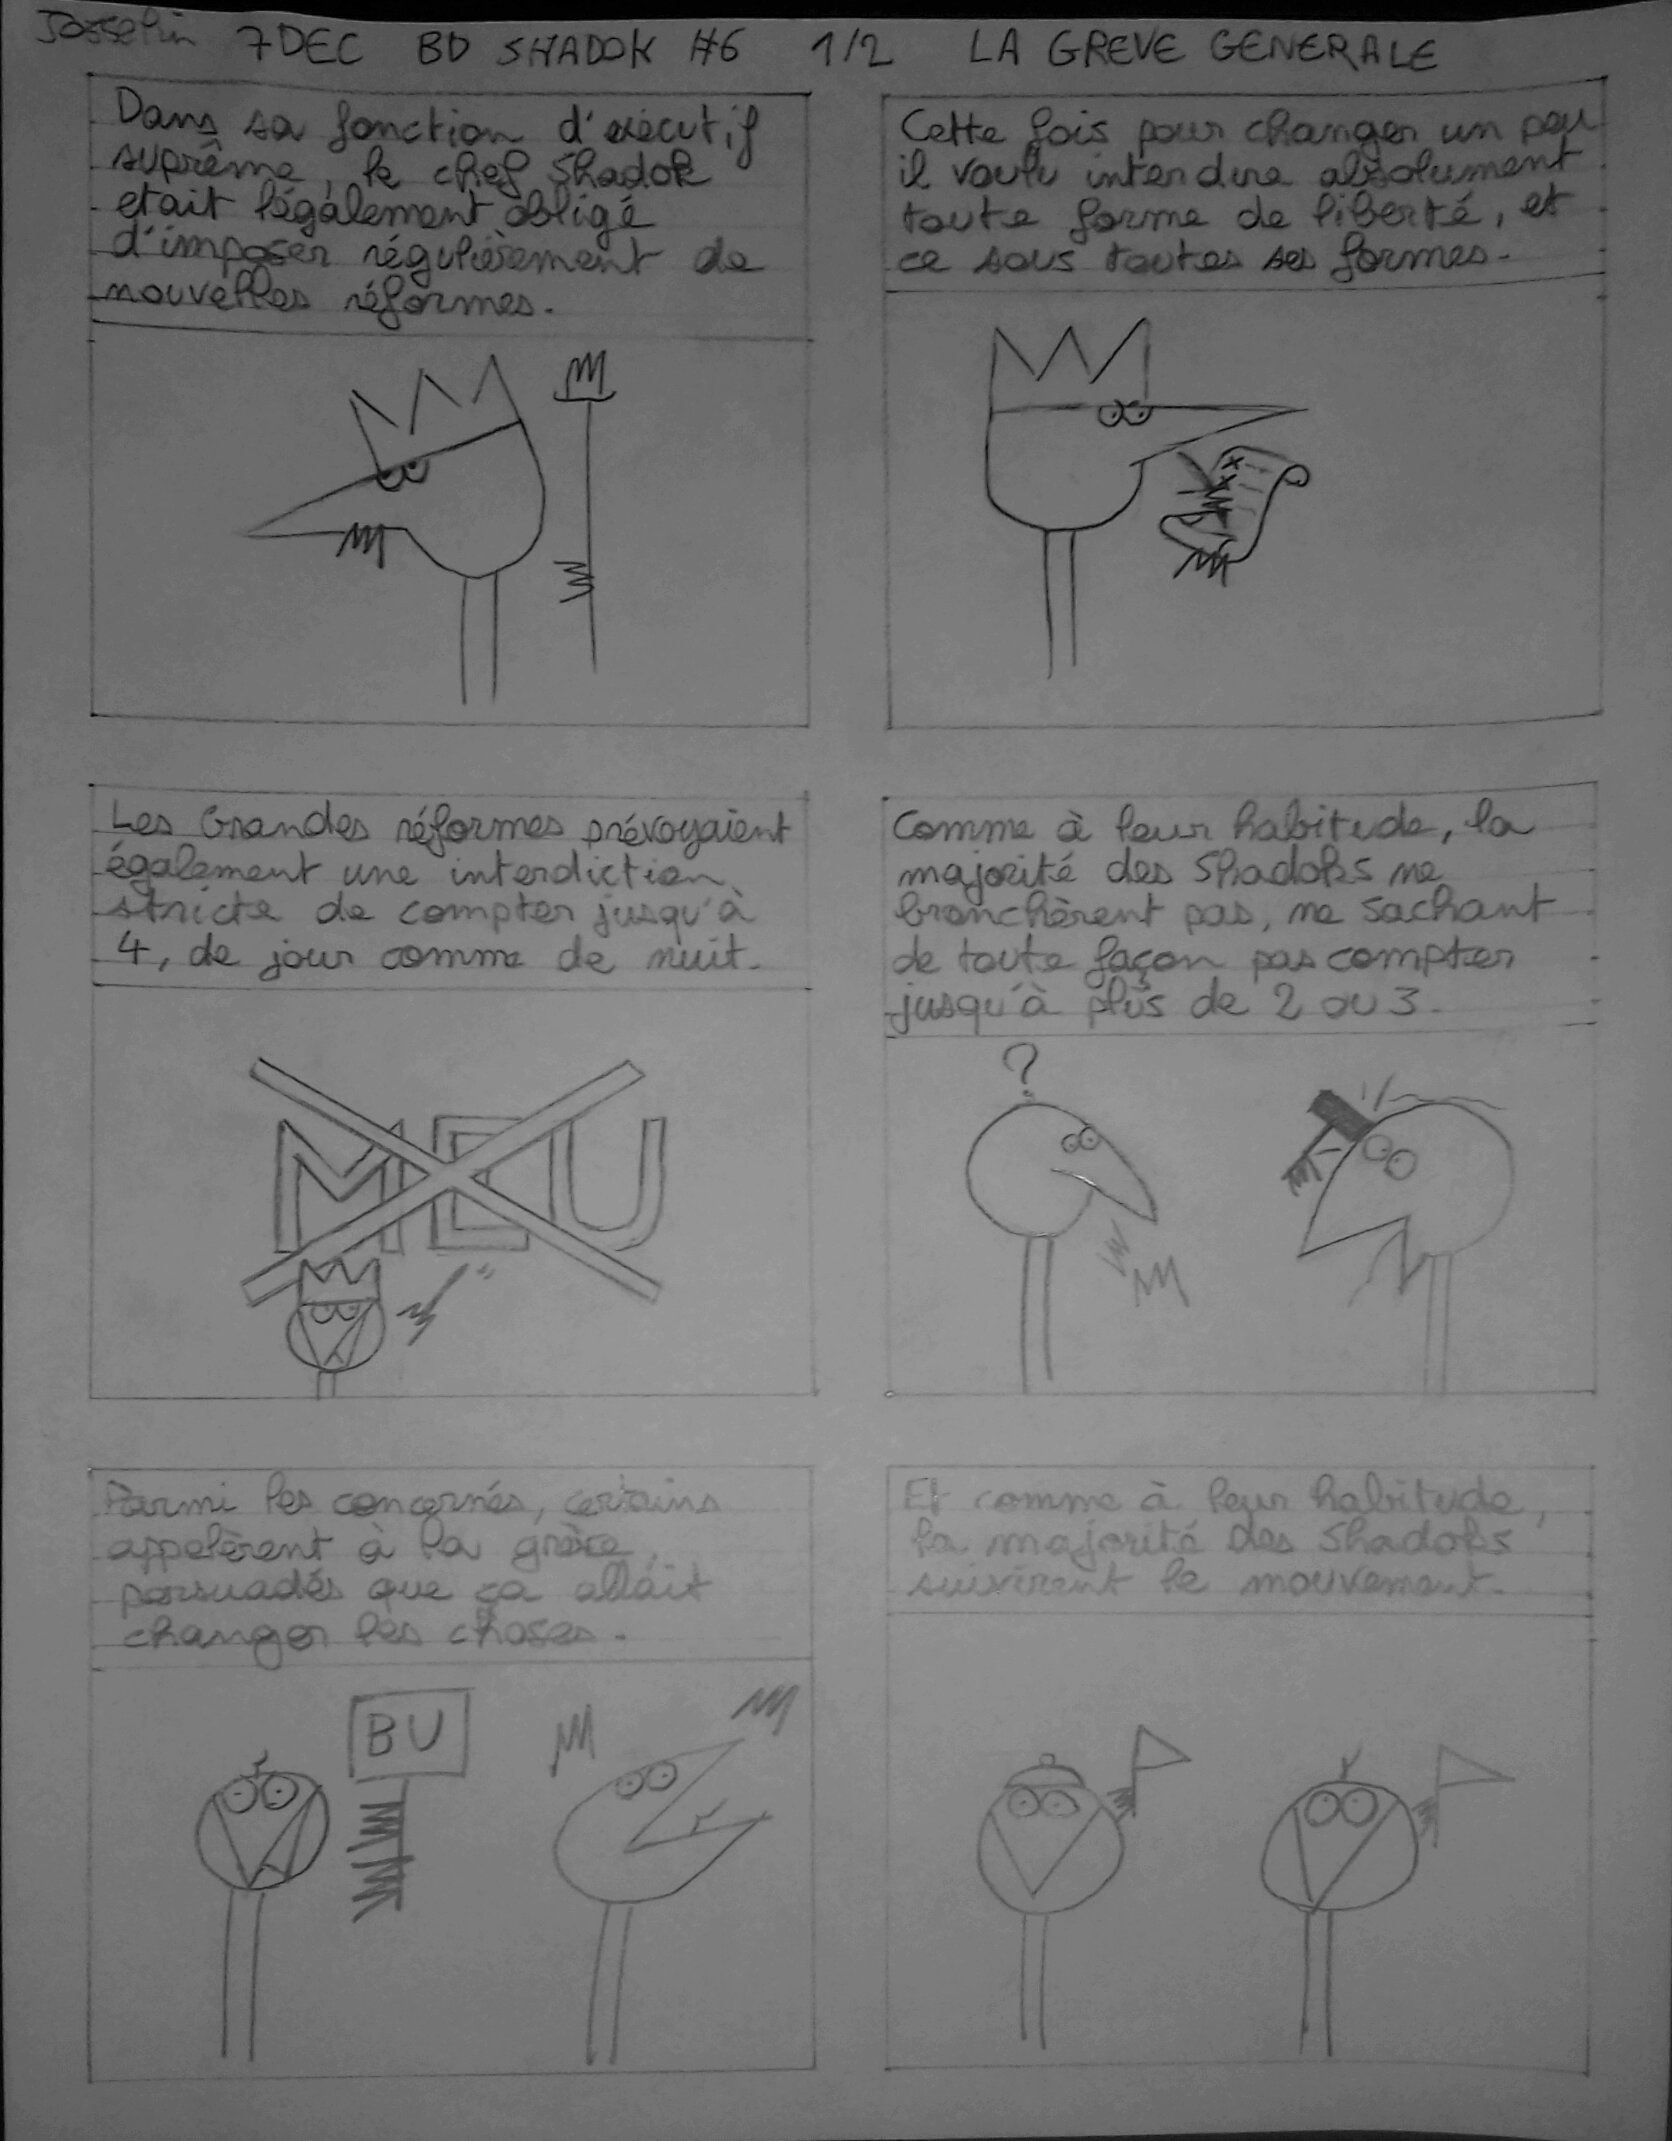 Josselin 7DEC BD SHADOK #6 1/2 LA GREVE GENERALE
Dans sa fonction d'exécutif
suprême, le chef Shadok
etait légalement obligé
d'imposer régulièrement de
nouvelles réformes.
Cette fois pour changer un peu
il voulu interdire absolument
toute forme de liberté, et
ce sous toutes ses formes.
Les Grandes réformes prévoyaient
également une interdiction
stricte de compter jusqu'à
4, de jour comme de nuit.
MEU
Comme à leur habitude, la
majorité des Shadoks ne
bronchèrent pas, ne sachant
de toute façon pas compter
jusqu'à plus de 2 ou 3.
?
Parmi les concernés, certains
appelèrent à la grève,
persuadés que ça allait
changer les choses.
BU
Et comme à leur habitude,
la majorité des Shadoks
suivirent le mouvement.